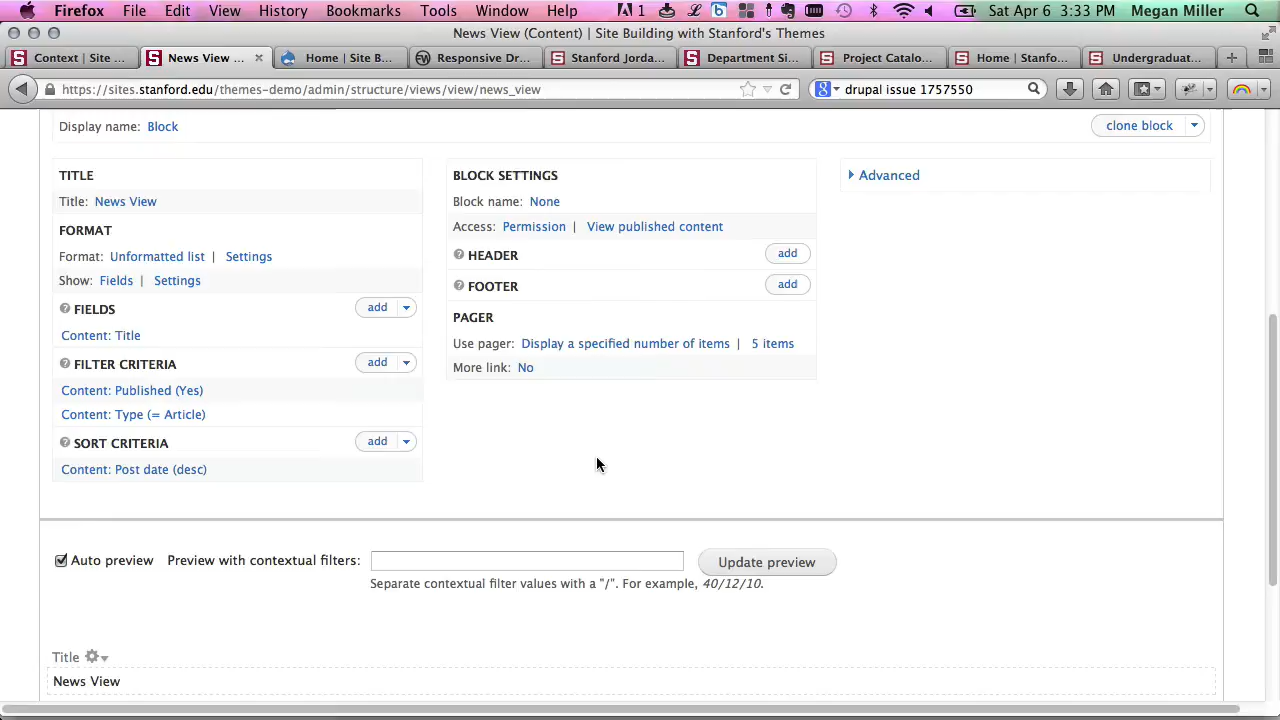 Firefox File Edit View History Bookmarks Tools Window Help 1 Sat Apr 6 3:33 PM Megan Miller
News View (Content) | Site Building with Stanford's Themes
Context | Site ... News View ... × Home | Site B... Responsive Dr... Stanford Jorda... Department Si... Project Catalo... Home | Stanfo... Undergraduat... +
https://sites.stanford.edu/themes-demo/admin/structure/views/view/news_view drupal issue 1757550
Display name: Block clone block
TITLE BLOCK SETTINGS Advanced
Title: News View Block name: None
FORMAT Access: Permission | View published content
Format: Unformatted list | Settings HEADER add
Show: Fields | Settings FOOTER add
FIELDS add PAGER
Content: Title Use pager: Display a specified number of items | 5 items
FILTER CRITERIA add More link: No
Content: Published (Yes)
Content: Type (= Article)
SORT CRITERIA add
Content: Post date (desc)
Auto preview Preview with contextual filters: Update preview
Separate contextual filter values with a "/". For example, 40/12/10.
Title
News View